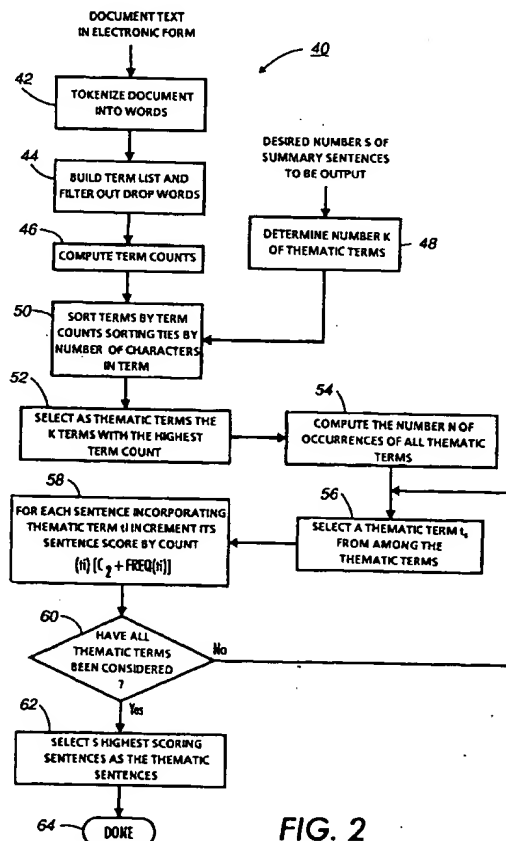 DOCUMENT TEXT
IN ELECTRONIC FORM
40
42
TOKENIZE DOCUMENT
INTO WORDS
44
BUILD TERM LIST AND
FILTER OUT DROP WORDS
46
COMPUTE TERM COUNTS
DESIRED NUMBER S OF
SUMMARY SENTENCES
TO BE OUTPUT
DETERMINE NUMBER K
OF THEMATIC TERMS
48
50
SORT TERMS BY TERM
COUNTS SORTING TIES BY
NUMBER OF CHARACTERS
IN TERM
52
SELECT AS THEMATIC TERMS THE
K TERMS WITH THE HIGHEST
TERM COUNT
54
COMPUTE THE NUMBER N OF
OCCURRENCES OF ALL THEMATIC
TERMS
56
SELECT A THEMATIC TERM ts
FROM AMONG THE
THEMATIC TERMS
58
FOR EACH SENTENCE INCORPORATING
THEMATIC TERM tI INCREMENT ITS
SENTENCE SCORE BY COUNT
(ti) [C2 + FREQ(ti)]
60
HAVE ALL
THEMATIC TERMS
BEEN CONSIDERED
?
No
Yes
62
SELECT S HIGHEST SCORING
SENTENCES AS THE THEMATIC
SENTENCES
64
DONE
FIG. 2